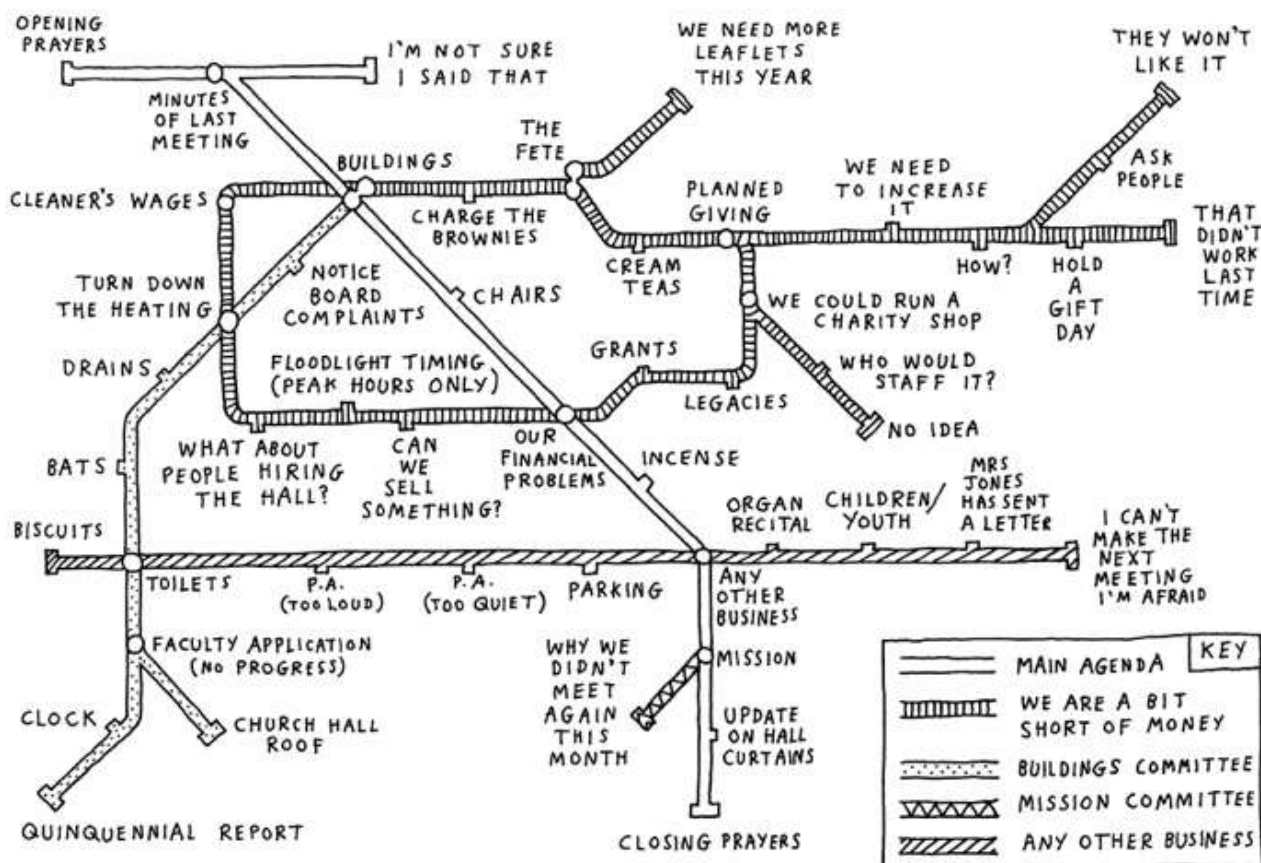 OPENING
PRAYERS
I'M NOT SURE
I SAID THAT
MINUTES
OF LAST
MEETING
WE NEED MORE
LEAFLETS
THIS YEAR
THEY WON'T
LIKE IT
THE
FETE
BUILDINGS
CLEANER'S WAGES
CHARGE THE
BROWNIES
PLANNED
GIVING
WE NEED
TO INCREASE
IT
ASK
PEOPLE
CREAM
TEAS
HOW?
HOLD
A
GIFT
DAY
THAT
DIDN'T
WORK
LAST
TIME
TURN DOWN
THE HEATING
NOTICE
BOARD
COMPLAINTS
CHAIRS
WE COULD RUN A
CHARITY SHOP
DRAINS
FLOODLIGHT TIMING
(PEAK HOURS ONLY)
GRANTS
WHO WOULD
STAFF IT?
LEGACIES
NO IDEA
WHAT ABOUT
PEOPLE HIRING
THE HALL?
CAN
WE
SELL
SOMETHING?
OUR
FINANCIAL
PROBLEMS
INCENSE
BATS
BISCUITS
ORGAN
RECITAL
CHILDREN/
YOUTH
MRS
JONES
HAS SENT
A LETTER
I CAN'T
MAKE THE
NEXT
MEETING
I'M AFRAID
TOILETS
P.A.
(TOO LOUD)
P.A.
(TOO QUIET)
PARKING
ANY
OTHER
BUSINESS
FACULTY APPLICATION
(NO PROGRESS)
WHY WE
DIDN'T
MEET
AGAIN
THIS
MONTH
MISSION
CLOCK
CHURCH HALL
ROOF
UPDATE
ON HALL
CURTAINS
QUINQUENNIAL REPORT
CLOSING PRAYERS
KEY
MAIN AGENDA
WE ARE A BIT
SHORT OF MONEY
BUILDINGS COMMITTEE
MISSION COMMITTEE
ANY OTHER BUSINESS